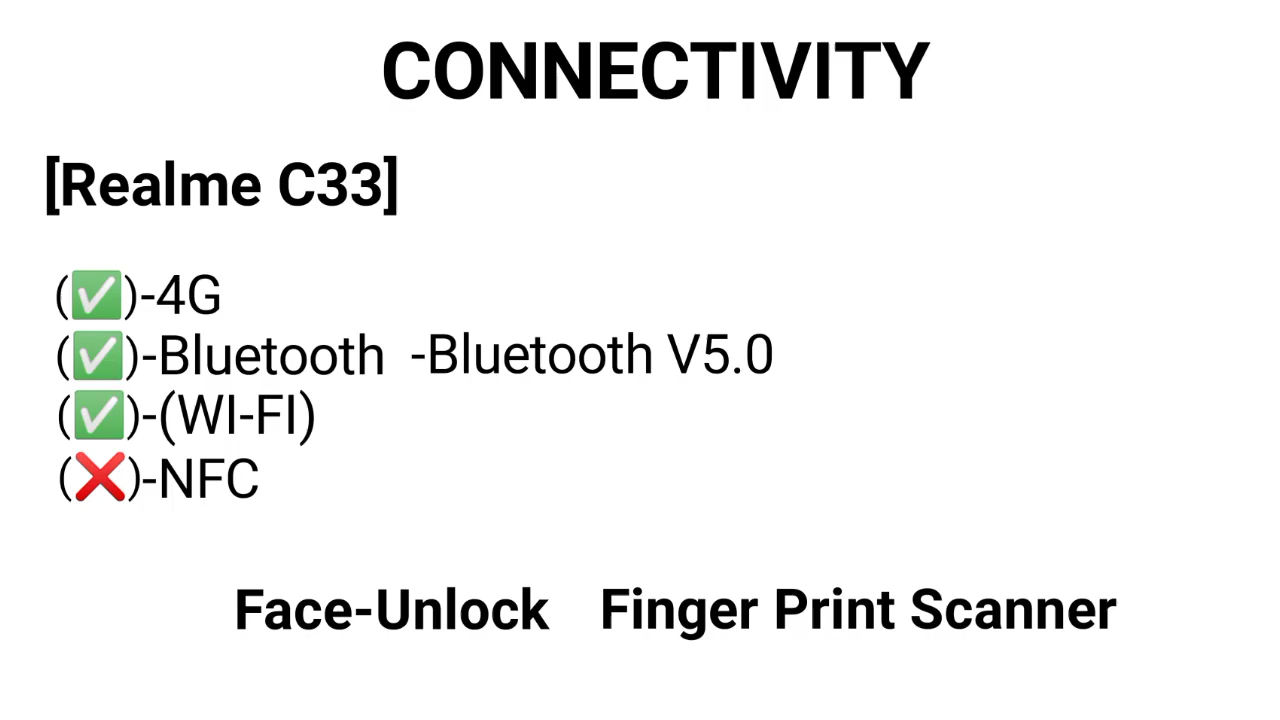 CONNECTIVITY
[Realme C33]
(✅)-4G
(✅)-Bluetooth -Bluetooth V5.0
(✅)-(WI-FI)
(❌)-NFC
Face-Unlock Finger Print Scanner